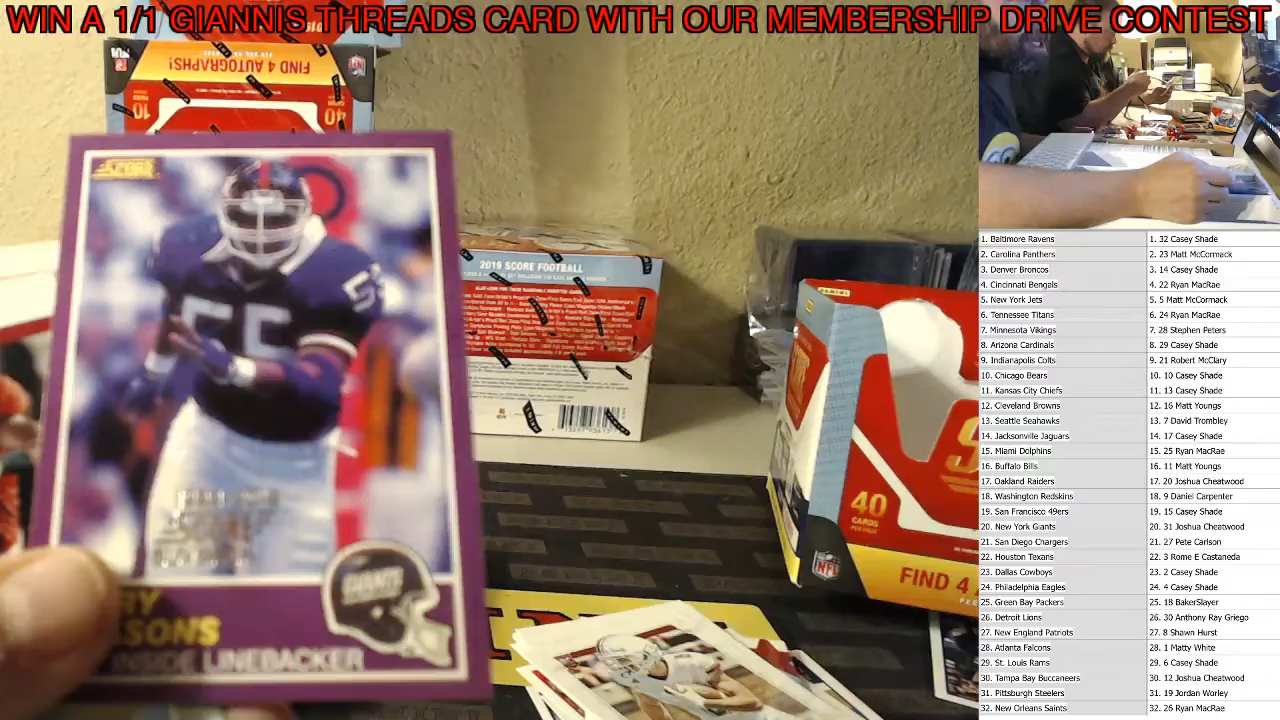 WIN A 1/1 GIANNIS THREADS CARD WITH OUR MEMBERSHIP DRIVE CONTEST
FIND 4 AUTOGRAPHS!
NFL
10
40
SCORE
55
GIANTS
SONS
INSIDE LINEBACKER
2019 SCORE FOOTBALL
PANINI
40
CARDS
PER PACK
NFL
FIND 4
1. Baltimore Ravens 1. 32 Casey Shade
2. Carolina Panthers 2. 23 Matt McCormack
3. Denver Broncos 3. 14 Casey Shade
4. Cincinati Bengals 4. 22 Ryan MacRae
5. New York Jets 5. 5 Matt McCormack
6. Tennessee Titans 6. 24 Ryan MacRae
7. 28 Stephen Peters
8. Arizona Cardinals 8. 29 Casey Shade
9. Indianapolis Colts 9. 21 Robert McClary
10. Chicago Bears 10. 10 Casey Shade
11. Kansas City Chiefs 11. 13 Casey Shade
12. Cleveland Browns 12. 16 Matt Youngs
13. Seattle Seahawks 13. 7 David Trombley
14. Jacksonville Jaguars 14. 17 Casey Shade
15. Miami Dolphins 15. 25 Ryan MacRae
16. Buffalo Bills 16. 11 Matt Youngs
17. Oakland Raiders 17. 20 Joshua Cheatwood
18. Washington Redskins 18. 9 Daniel Carpenter
19. San Francisco 49ers 19. 15 Casey Shade
20. New York Giants 20. 31 Joshua Cheatwood
21. San Diego Chargers 21. 27 Pete Carlson
22. Houston Texans 22. 3 Rome E Castaneda
23. Dallas Cowboys 23. 2 Casey Shade
24. Philadelphia Eagles 24. 4 Casey Shade
25. Green Bay Packers 25. 18 BakerSlayer
26. Detroit Lions 26. 30 Anthony Ray Griego
27. New England Patriots 27. 8 Shawn Hurst
28. Atlanta Falcons 28. 1 Matty White
29. St. Louis Rams 29. 6 Casey Shade
30. Tampa Bay Buccaneers 30. 12 Joshua Cheatwood
31. Pittsburgh Steelers 31. 19 Jordan Worley
32. New Orleans Saints 32. 26 Ryan MacRae